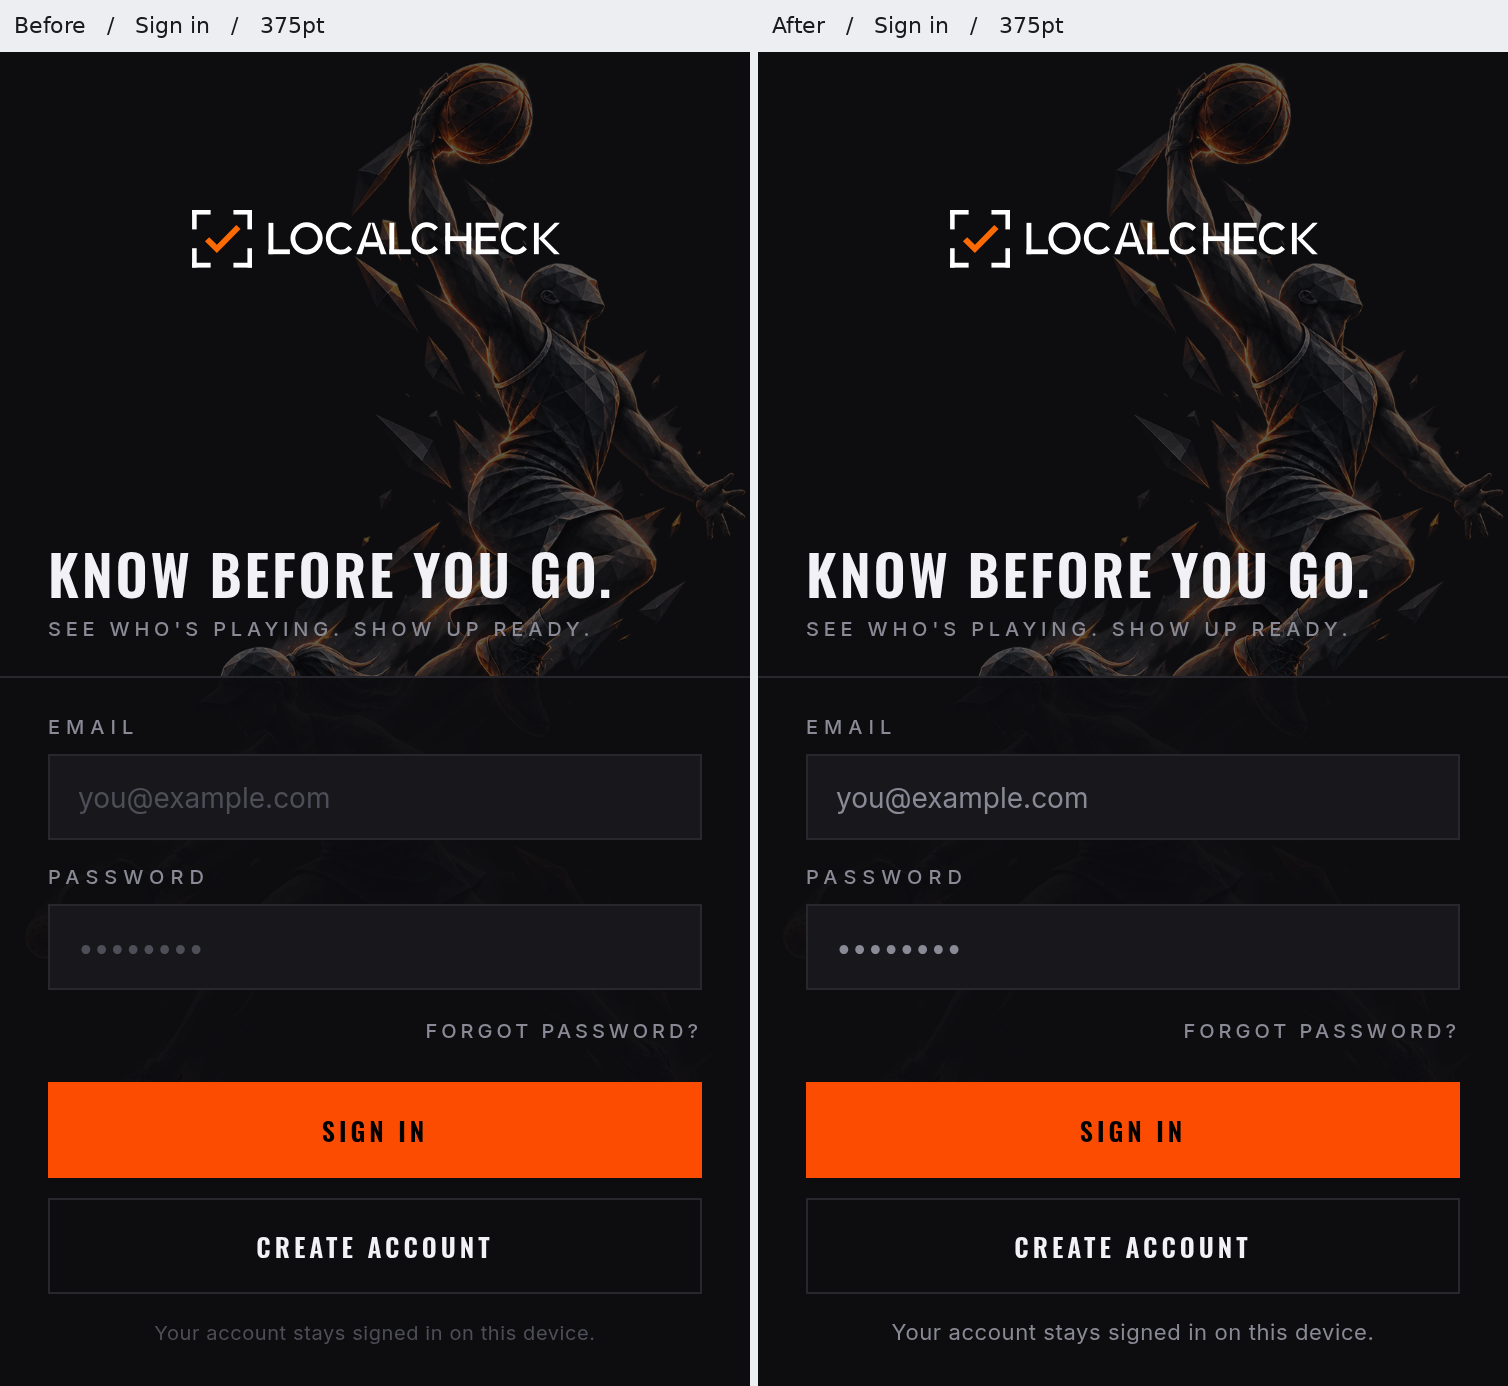 Before / Sign in / 375pt
LOCALCHECK
KNOW BEFORE YOU GO.
SEE WHO'S PLAYING. SHOW UP READY.
EMAIL
you@example.com
PASSWORD
••••••••
FORGOT PASSWORD?
SIGN IN
CREATE ACCOUNT
Your account stays signed in on this device.
After / Sign in / 375pt
LOCALCHECK
KNOW BEFORE YOU GO.
SEE WHO'S PLAYING. SHOW UP READY.
EMAIL
you@example.com
PASSWORD
••••••••
FORGOT PASSWORD?
SIGN IN
CREATE ACCOUNT
Your account stays signed in on this device.